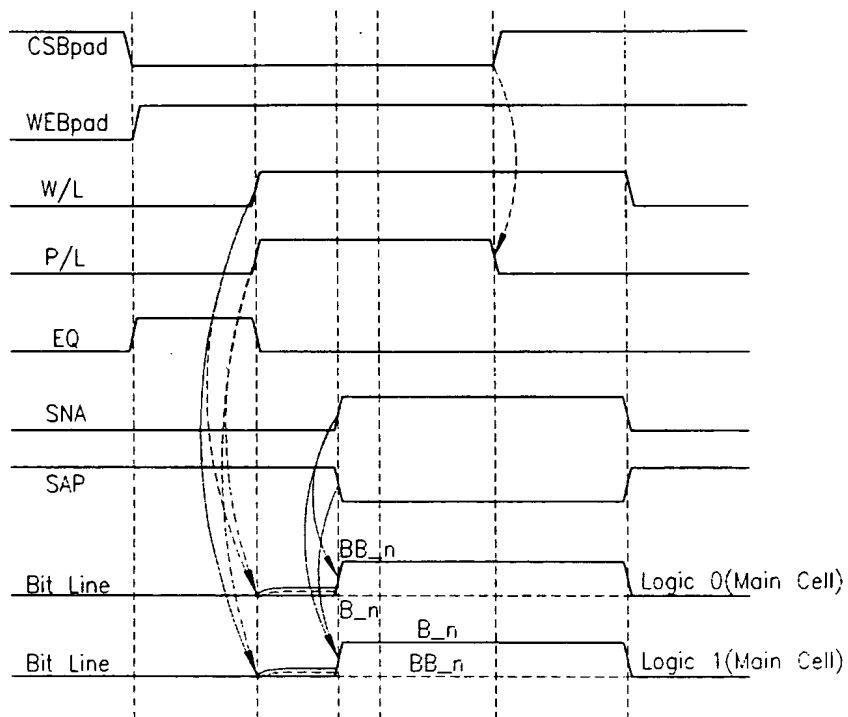 CSBpad
WEBpad
W/L
P/L
EQ
SNA
SAP
BB_n
Bit Line
Logic 0(Main Cell)
B_n
B_n
Bit Line
BB_n
Logic 1(Main Cell)